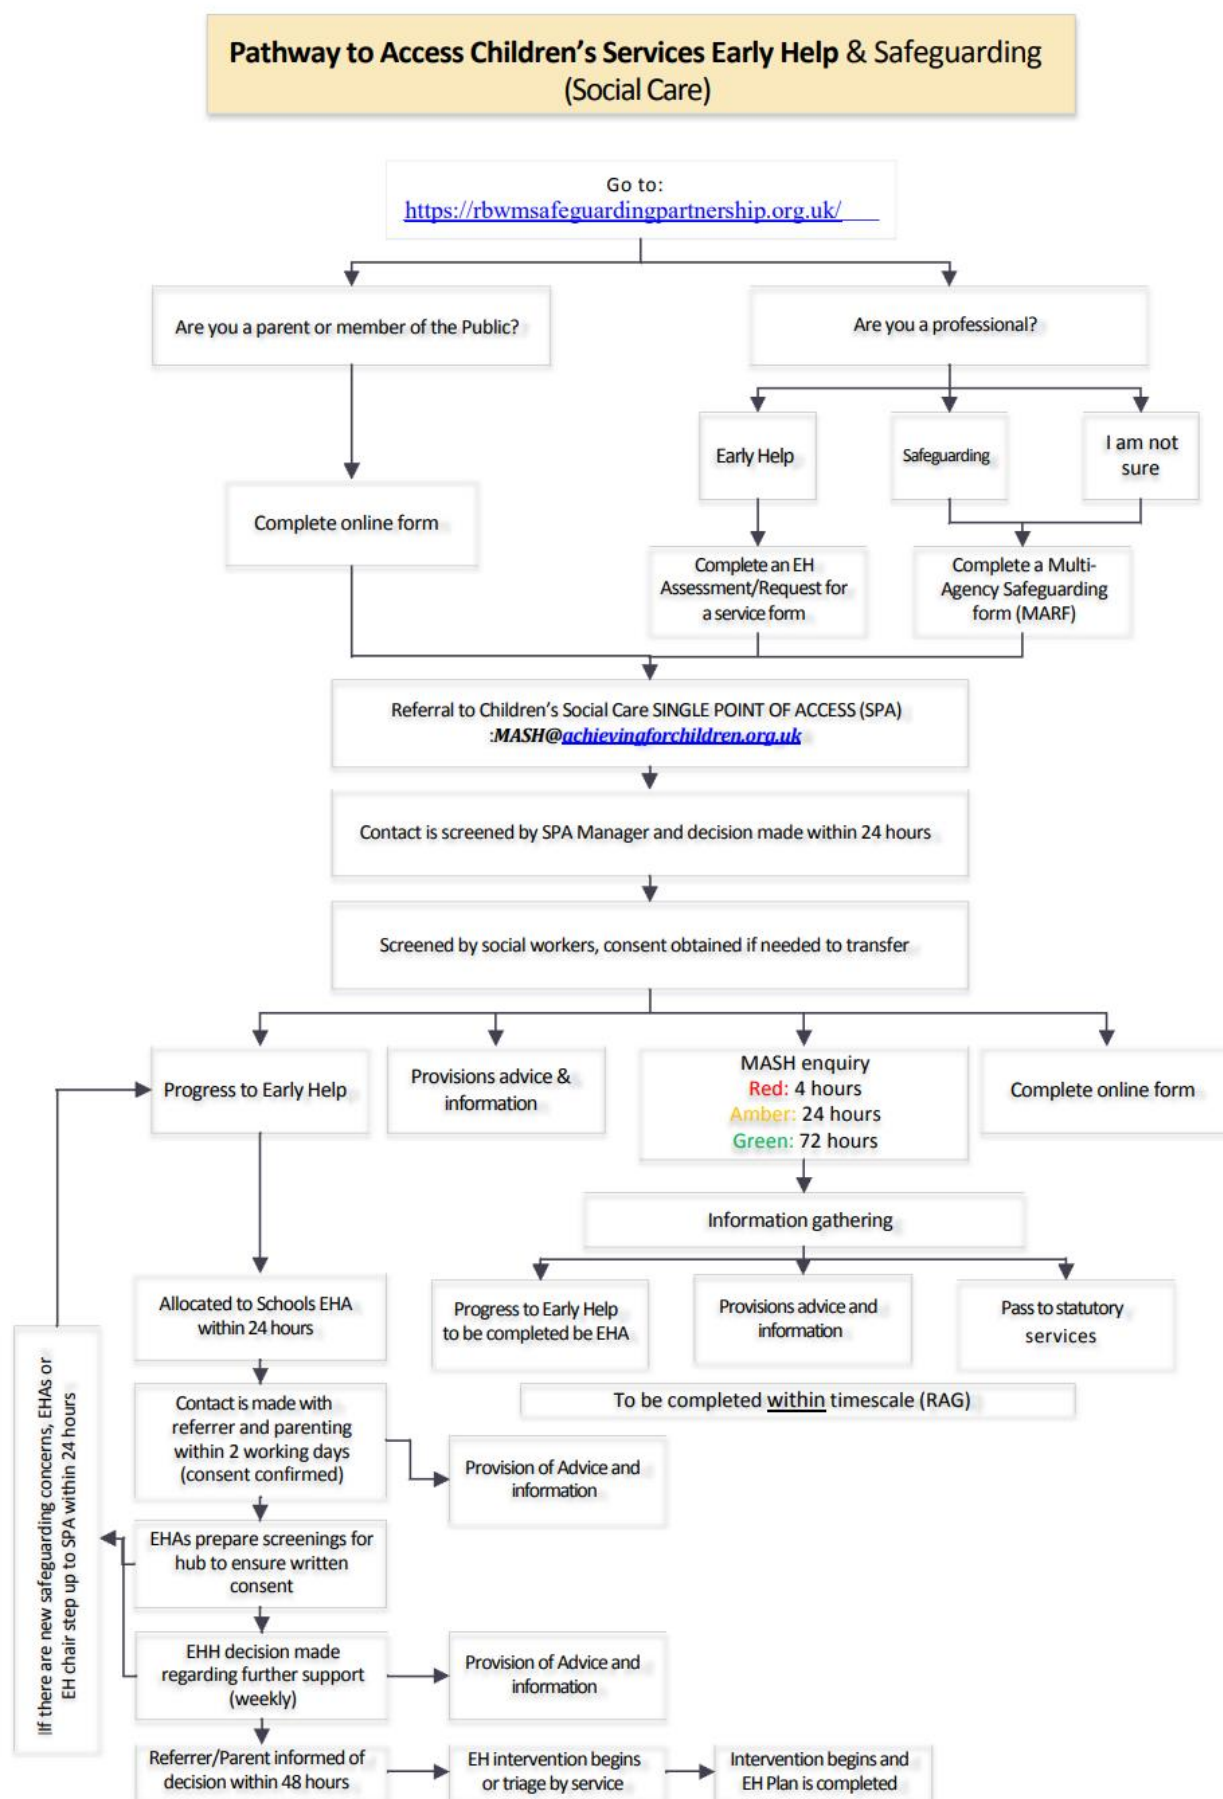 Pathway to Access Children's Services Early Help & Safeguarding
(Social Care)
Go to:
https://rbwmsafeguardingpartnership.org.uk/
Are you a parent or member of the Public?
Are you a professional?
Early Help
Safeguarding
I am not
sure
Complete online form
Complete an EH
Assessment/Request for
a service form
Complete a Multi-
Agency Safeguarding
form (MARF)
Referral to Children's Social Care SINGLE POINT OF ACCESS (SPA)
:MASH@achievingforchildren.org.uk
Contact is screened by SPA Manager and decision made within 24 hours
Screened by social workers, consent obtained if needed to transfer
Progress to Early Help
Provisions advice &
information
MASH enquiry
Red: 4 hours
Amber: 24 hours
Green: 72 hours
Complete online form
Information gathering
Allocated to Schools EHA
within 24 hours
Progress to Early Help
to be completed be EHA
Provisions advice and
information
Pass to statutory
services
To be completed within timescale (RAG)
Contact is made with
referrer and parenting
within 2 working days
(consent confirmed)
Provision of Advice and
information
EHAs prepare screenings for
hub to ensure written
consent
If there are new safeguarding concerns, EHAs or
EH chair step up to SPA within 24 hours
EHH decision made
regarding further support
(weekly)
Provision of Advice and
information
Referrer/Parent informed of
decision within 48 hours
EH intervention begins
or triage by service
Intervention begins and
EH Plan is completed